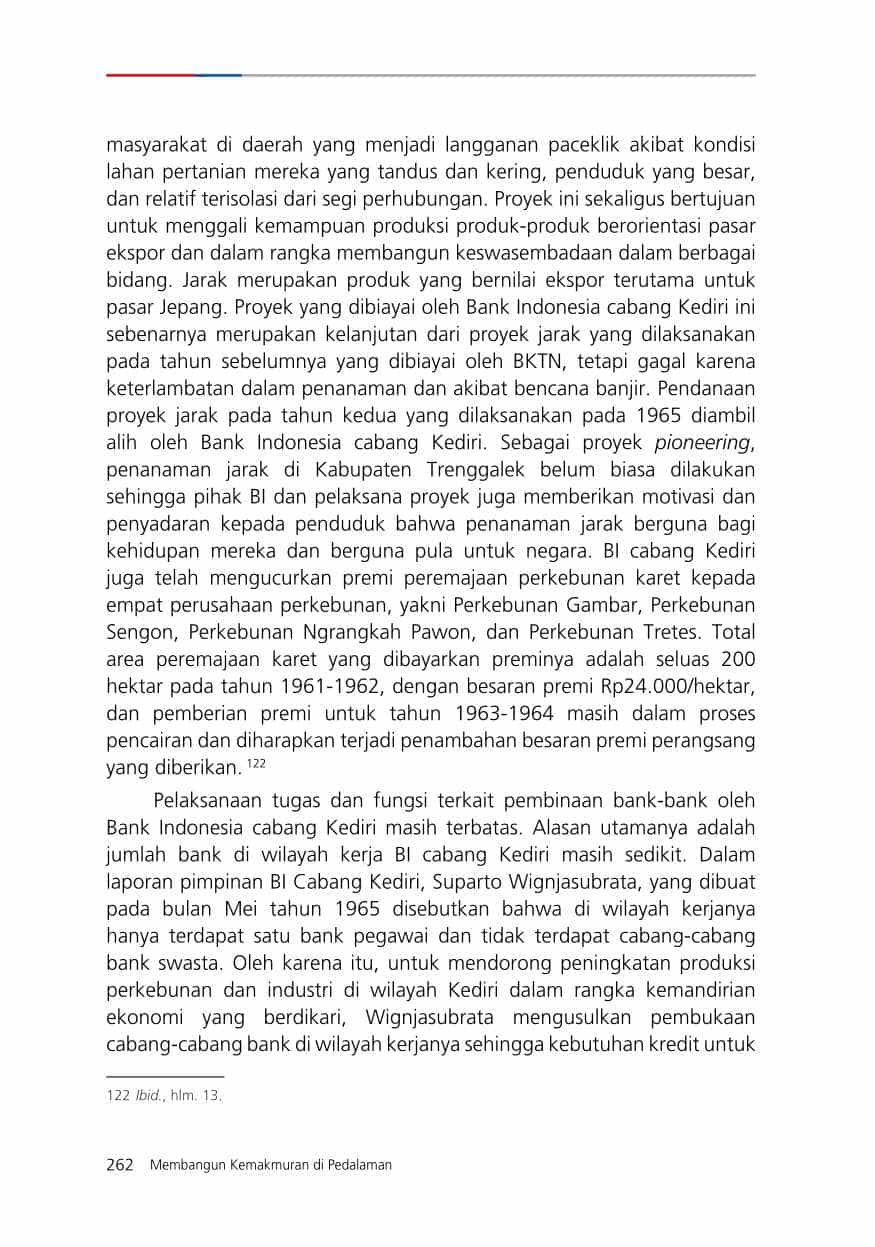 masyarakat di daerah yang menjadi langganan paceklik akibat kondisi
lahan pertanian mereka yang tandus dan kering, penduduk yang besar,
dan relatif terisolasi dari segi perhubungan. Proyek ini sekaligus bertujuan
untuk menggali kemampuan produksi produk-produk berorientasi pasar
ekspor dan dalam rangka membangun keswasembadaan dalam berbagai
bidang. Jarak merupakan produk yang bernilai ekspor terutama untuk
pasar Jepang. Proyek yang dibiayai oleh Bank Indonesia cabang Kediri ini
sebenarnya merupakan kelanjutan dari proyek jarak yang dilaksanakan
pada tahun sebelumnya yang dibiayai oleh BKTN, tetapi gagal karena
keterlambatan dalam penanaman dan akibat bencana banjir. Pendanaan
proyek jarak pada tahun kedua yang dilaksanakan pada 1965 diambil
alih oleh Bank Indonesia cabang Kediri. Sebagai proyek pioneering,
penanaman jarak di Kabupaten Trenggalek belum biasa dilakukan
sehingga pihak BI dan pelaksana proyek juga memberikan motivasi dan
penyadaran kepada penduduk bahwa penanaman jarak berguna bagi
kehidupan mereka dan berguna pula untuk negara. BI cabang Kediri
juga telah mengucurkan premi peremajaan perkebunan karet kepada
empat perusahaan perkebunan, yakni Perkebunan Gambar, Perkebunan
Sengon, Perkebunan Ngrangkah Pawon, dan Perkebunan Tretes. Total
area peremajaan karet yang dibayarkan preminya adalah seluas 200
hektar pada tahun 1961-1962, dengan besaran premi Rp24.000/hektar,
dan pemberian premi untuk tahun 1963-1964 masih dalam proses
pencairan dan diharapkan terjadi penambahan besaran premi perangsang
yang diberikan. 122
Pelaksanaan tugas dan fungsi terkait pembinaan bank-bank oleh
Bank Indonesia cabang Kediri masih terbatas. Alasan utamanya adalah
jumlah bank di wilayah kerja BI cabang Kediri masih sedikit. Dalam
laporan pimpinan BI Cabang Kediri, Suparto Wignjasubrata, yang dibuat
pada bulan Mei tahun 1965 disebutkan bahwa di wilayah kerjanya
hanya terdapat satu bank pegawai dan tidak terdapat cabang-cabang
bank swasta. Oleh karena itu, untuk mendorong peningkatan produksi
perkebunan dan industri di wilayah Kediri dalam rangka kemandirian
ekonomi yang berdikari, Wignjasubrata mengusulkan pembukaan
cabang-cabang bank di wilayah kerjanya sehingga kebutuhan kredit untuk
122 Ibid., hlm. 13.
262 Membangun Kemakmuran di Pedalaman